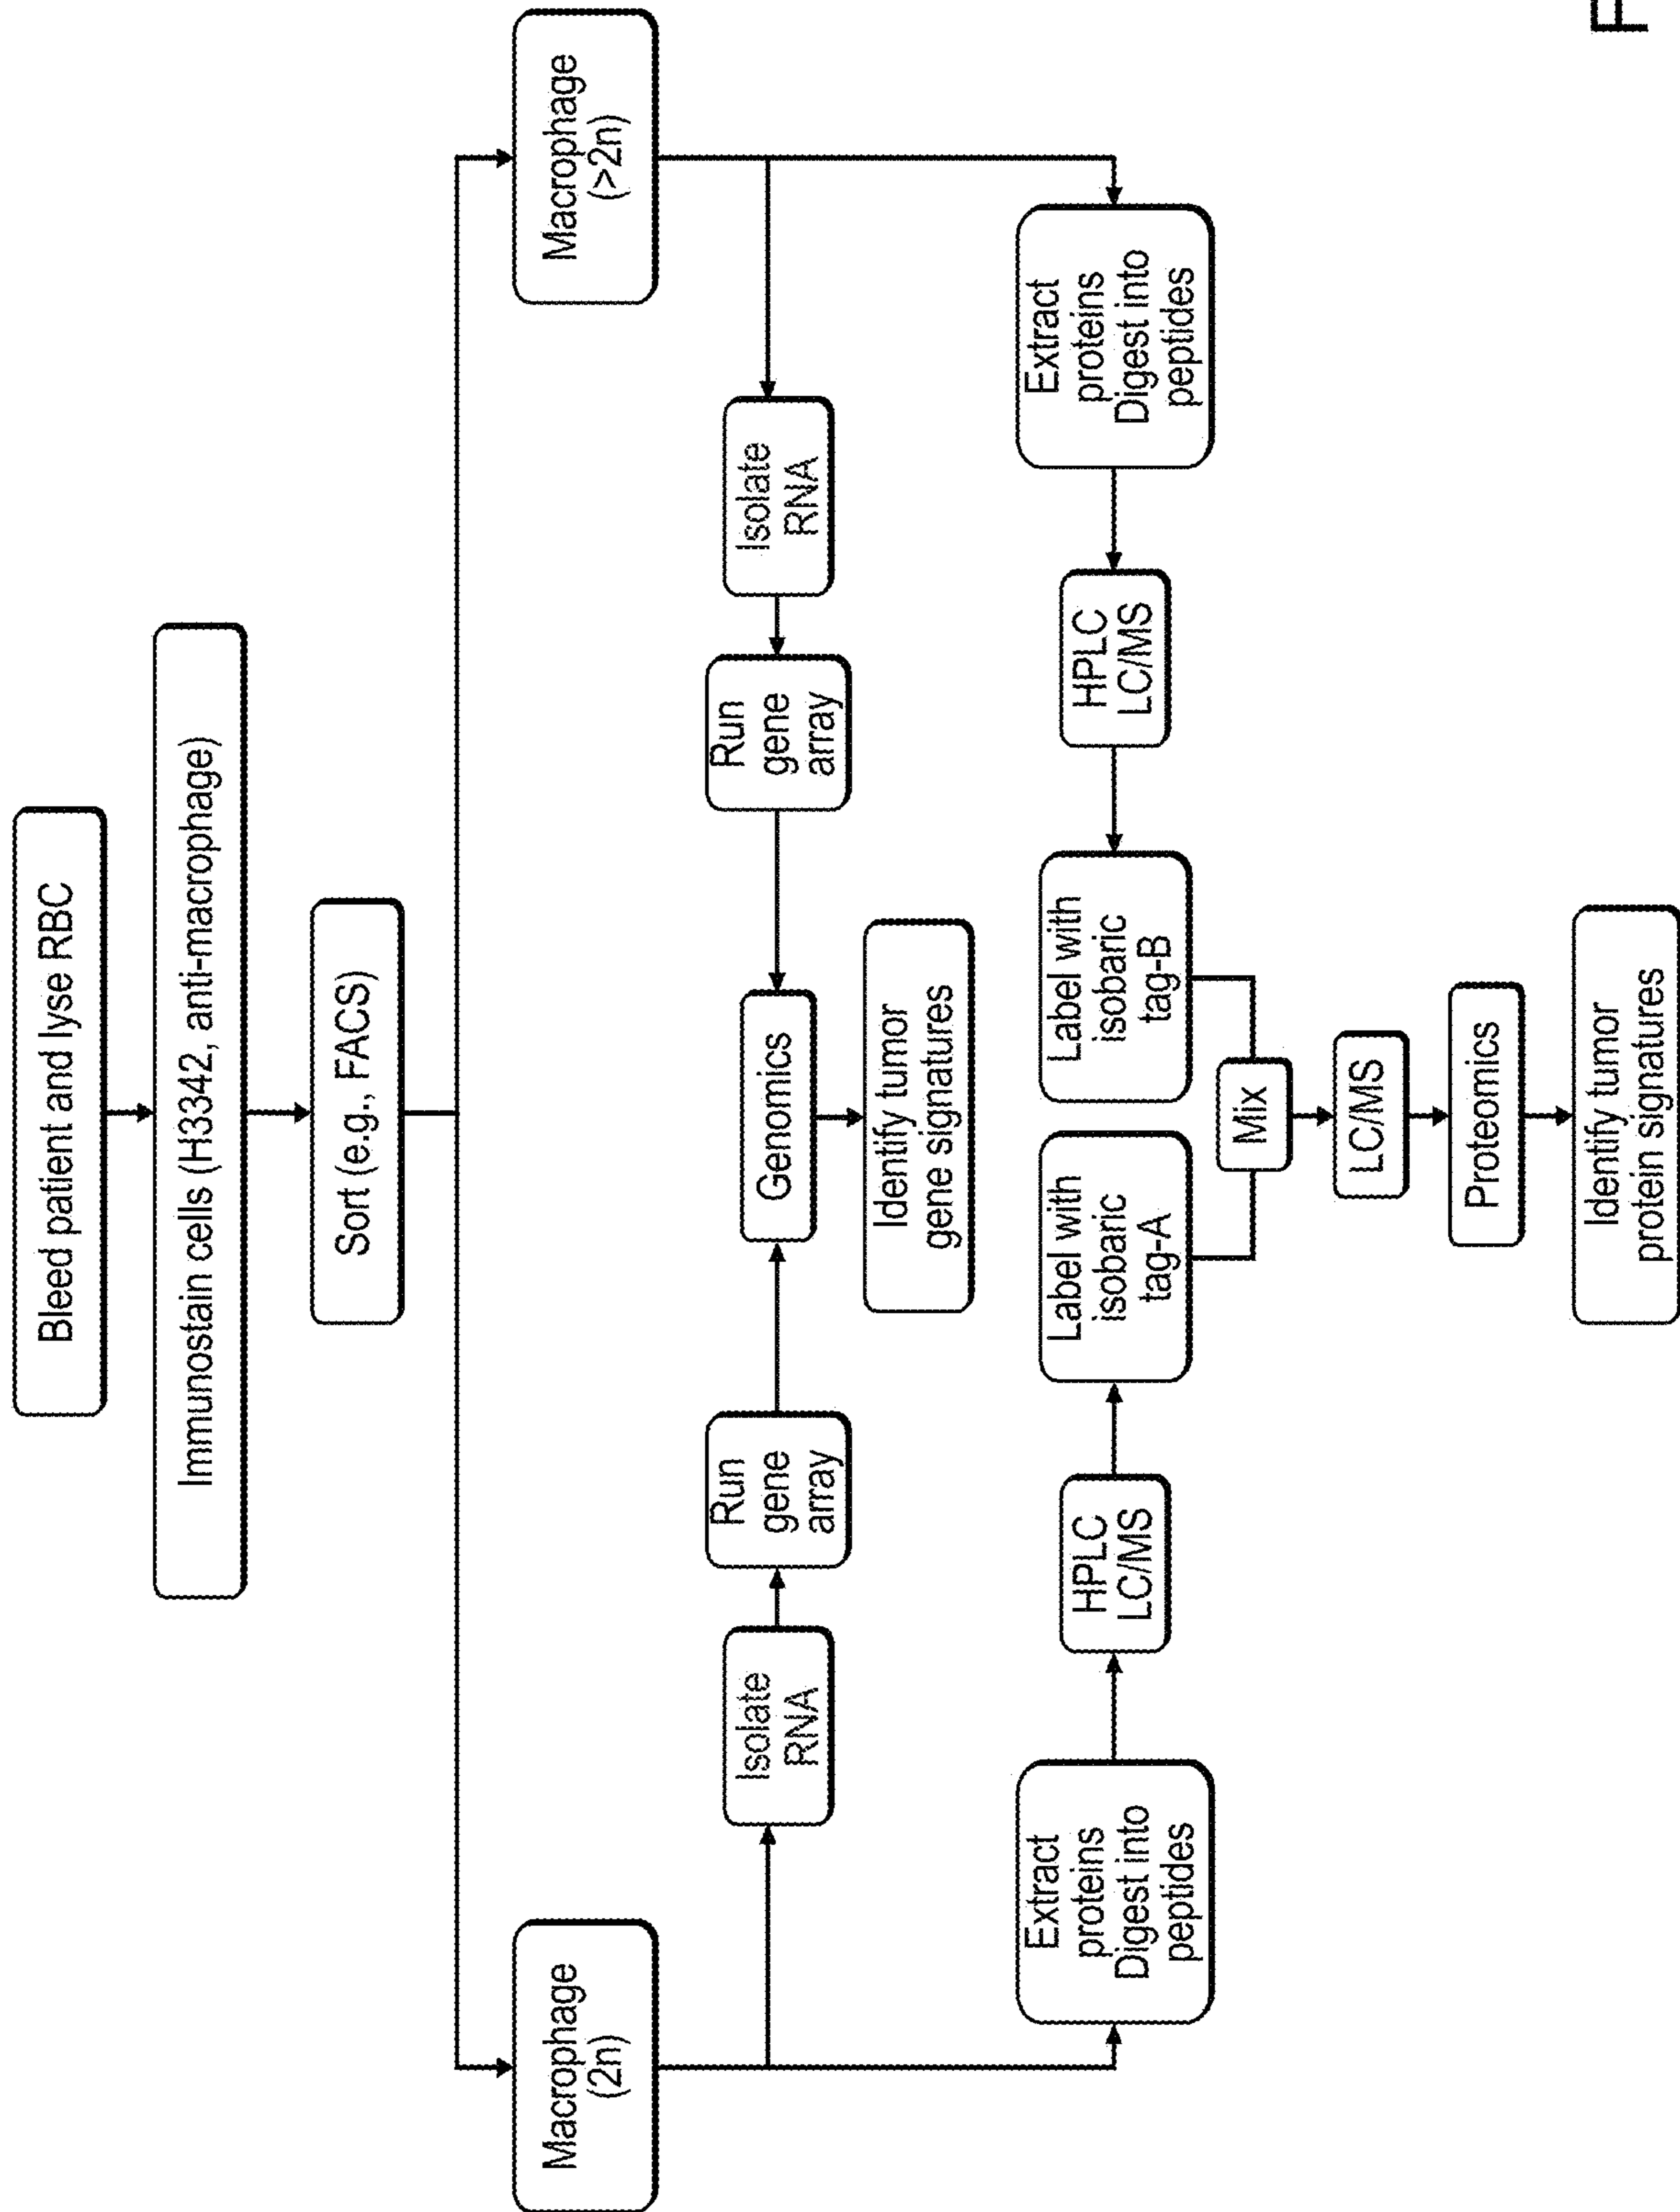 Bleed patient and lyse RBC
Immunostain cells (H3342, anti-macrophage)
Sort (e.g., FACS)
Macrophage
(2n)
Macrophage
(>2n)
Isolate
RNA
Run
gene
array
Genomics
Run
gene
array
Isolate
RNA
Identify tumor
gene signatures
Extract
proteins
Digest into
peptides
HPLC
LC/MS
Label with
isobaric
tag-A
Label with
isobaric
tag-B
HPLC
LC/MS
Extract
proteins
Digest into
peptides
Mix
LC/MS
Proteomics
Identify tumor
protein signatures
F